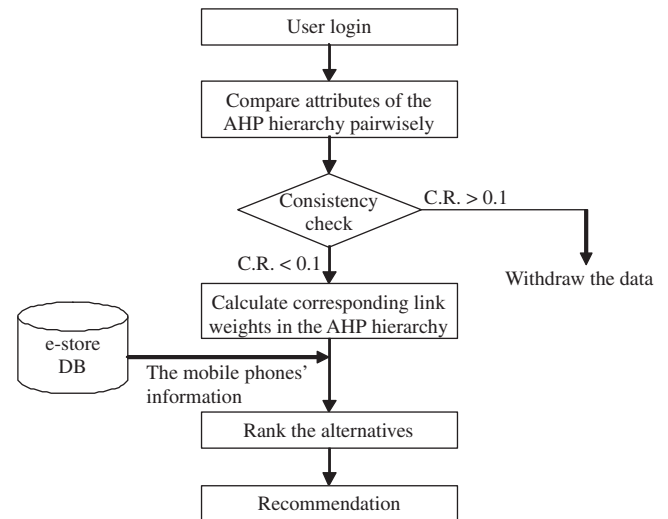 User login
Compare attributes of the
AHP hierarchy pairwisely
Consistency
check
C.R. > 0.1
C.R. < 0.1
Withdraw the data
Calculate corresponding link
weights in the AHP hierarchy
e-store
DB
The mobile phones’
information
Rank the alternatives
Recommendation